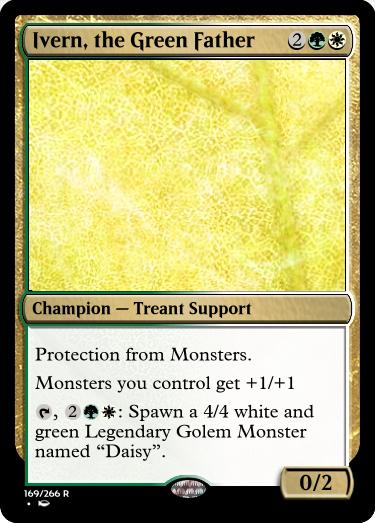 Ivern, the Green Father 2
Champion — Treant Support
Protection from Monsters.
Monsters you control get +1/+1
, 2 : Spawn a 4/4 white and
green Legendary Golem Monster
named “Daisy”.
169/266 R
0/2